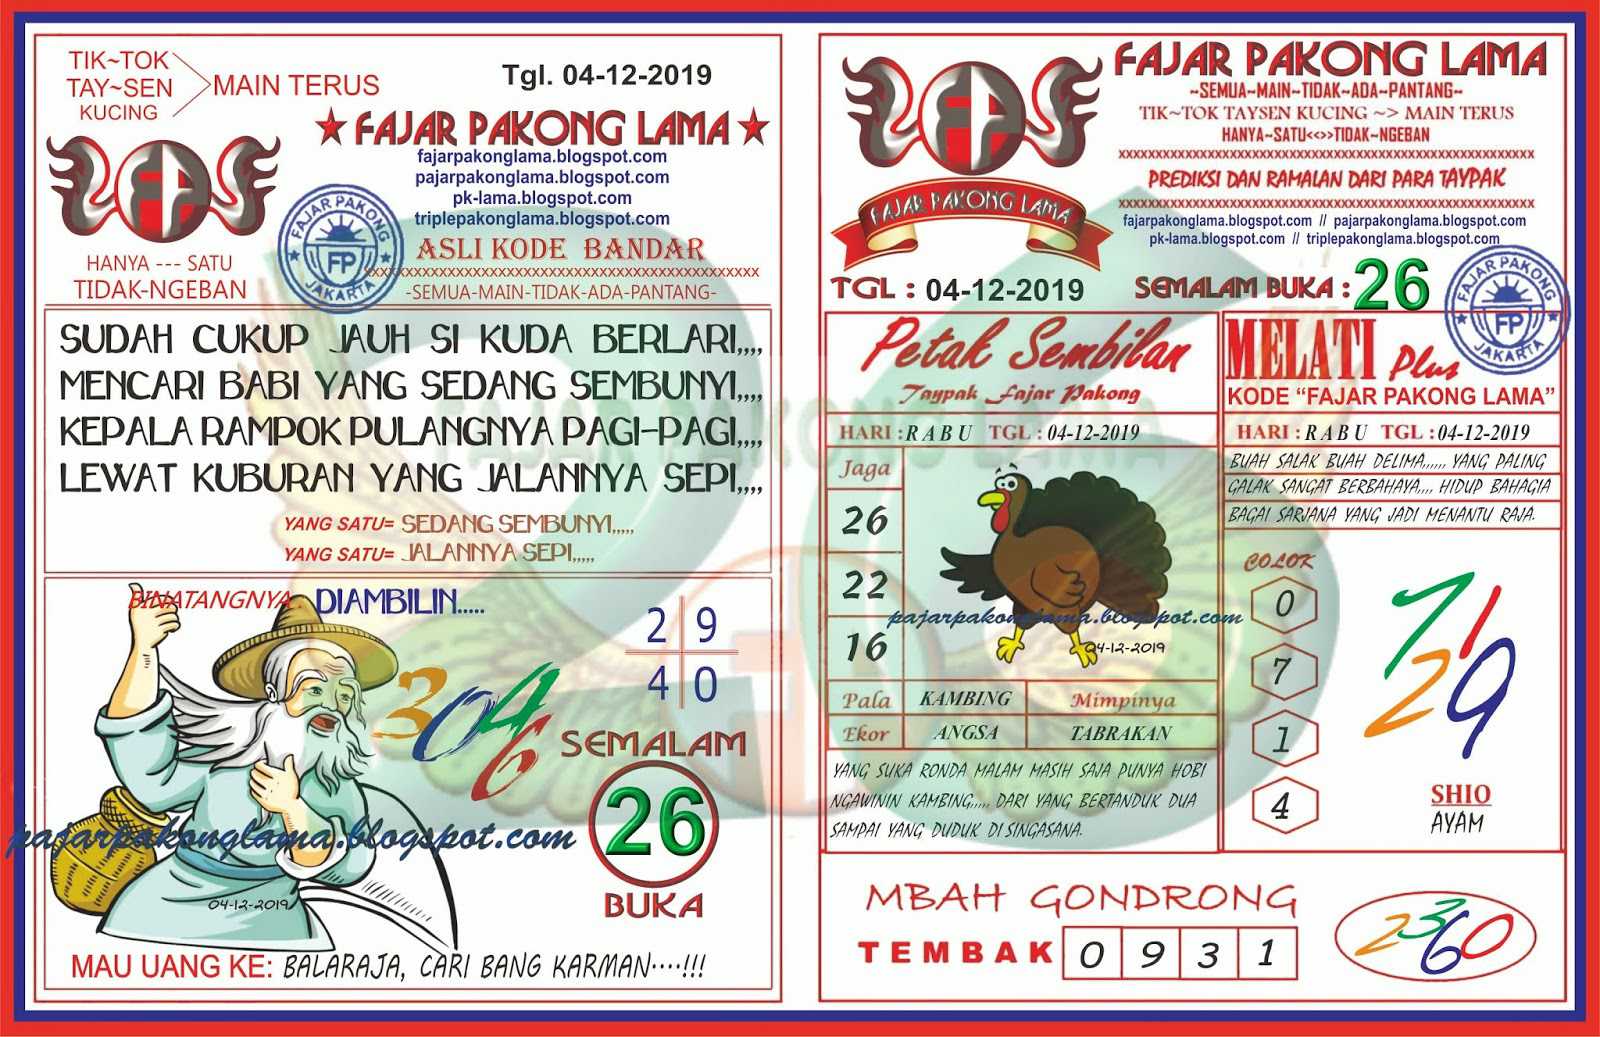 TIK~TOK
TAY~SEN
KUCING
MAIN TERUS
Tgl. 04-12-2019
★ FAJAR PAKONG LAMA ★
fajarpakonglama.blogspot.com
pajarpakonglama.blogspot.com
pk-lama.blogspot.com
triplepakonglama.blogspot.com
FP
HANYA --- SATU
TIDAK-NGEBAN
FAJAR PAKONG
FP
JAKARTA
ASLI KODE BANDAR
xxxxxxxxxxxxxxxxxxxxxxxxxxxxxxxxxxxxxxxxxxxxxxxx
-SEMUA-MAIN-TIDAK-ADA-PANTANG-
SUDAH CUKUP JAUH SI KUDA BERLARI,,,,
MENCARI BABI YANG SEDANG SEMBUNYI,,,,
KEPALA RAMPOK PULANGNYA PAGI-PAGI,,,,
LEWAT KUBURAN YANG JALANNYA SEPI,,,,
YANG SATU= SEDANG SEMBUNYI,,,,,
YANG SATU= JALANNYA SEPI,,,,,
BINATANGNYA : DIAMBILIN.....
2 9
4 0
3046
SEMALAM
26
BUKA
pajarpakonglama.blogspot.com
04-12-2019
MAU UANG KE: BALARAJA, CARI BANG KARMAN....!!!
FP
FAJAR PAKONG LAMA
FAJAR PAKONG LAMA
~SEMUA~MAIN~TIDAK~ADA~PANTANG~
TIK~TOK TAYSEN KUCING ~> MAIN TERUS
HANYA~SATU<<>>TIDAK~NGEBAN
xxxxxxxxxxxxxxxxxxxxxxxxxxxxxxxxxxxxxxxxxxxxxxxxxxxx
PREDIKSI DAN RAMALAN DARI PARA TAYPAK
xxxxxxxxxxxxxxxxxxxxxxxxxxxxxxxxxxxxxxxxxxxxxxxxxxxx
fajarpakonglama.blogspot.com // pajarpakonglama.blogspot.com
pk-lama.blogspot.com // triplepakonglama.blogspot.com
TGL : 04-12-2019
SEMALAM BUKA : 26
FAJAR PAKONG
FP
JAKARTA
Petak Sembilan
Taypak Fajar Pakong
HARI : RABU TGL : 04-12-2019
Jaga
26
22
16
pajarpakonglama.blogspot.com
04-12-2019
Pala KAMBING Mimpinya
Ekor ANGSA TABRAKAN
YANG SUKA RONDA MALAM MASIH SAJA PUNYA HOBI
NGAWININ KAMBING,,,,, DARI YANG BERTANDUK DUA
SAMPAI YANG DUDUK DI SINGASANA.
MELATI Plus
KODE "FAJAR PAKONG LAMA"
HARI : RABU TGL : 04-12-2019
BUAH SALAK BUAH DELIMA,,,,,, YANG PALING
GALAK SANGAT BERBAHAYA,,,, HIDUP BAHAGIA
BAGAI SARJANA YANG JADI MENANTU RAJA.
COLOK
0
7
1
4
71
29
SHIO
AYAM
MBAH GONDRONG
TEMBAK 0 9 3 1
2360
FAJAR PAKONG LAMA